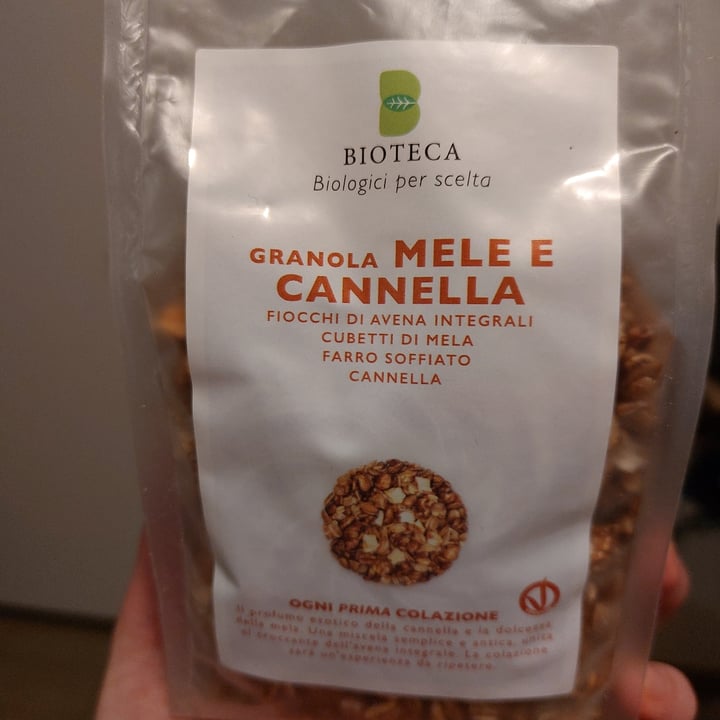 BIOTECA
Biologici per scelta
GRANOLA MELE E
CANNELLA
FIOCCHI DI AVENA INTEGRALI
CUBETTI DI MELA
FARRO SOFFIATO
CANNELLA
OGNI PRIMA COLAZIONE
Il profumo esotico della cannella e la dolcezza
della mela. Una miscela semplice e antica, unita
al croccante dell'avena integrale. La colazione
sarà un'esperienza da ripetere.